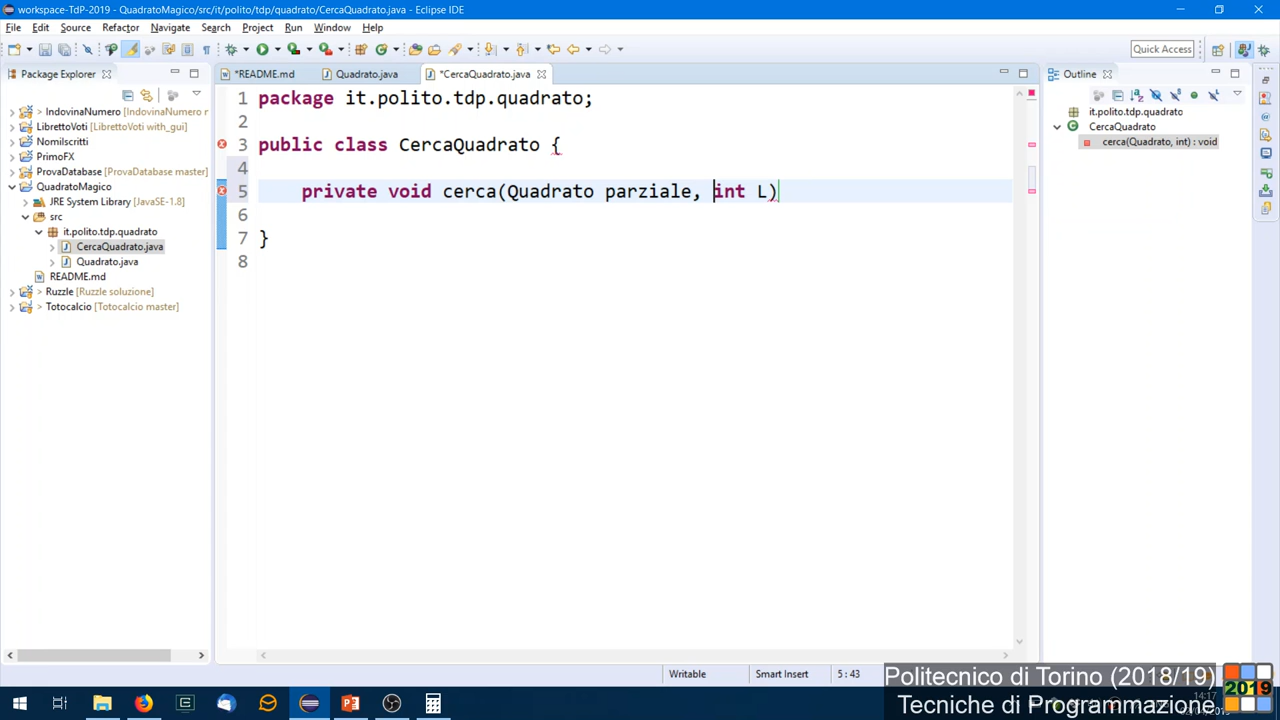 workspace-TdP-2019 - QuadratoMagico/src/it/polito/tdp/quadrato/CercaQuadrato.java - Eclipse IDE
File Edit Source Refactor Navigate Search Project Run Window Help
Quick Access
Package Explorer
> IndovinaNumero [IndovinaNumero r
LibrettoVoti [LibrettoVoti with_gui]
NomiIscritti
PrimoFX
ProvaDatabase [ProvaDatabase master]
QuadratoMagico
JRE System Library [JavaSE-1.8]
src
it.polito.tdp.quadrato
CercaQuadrato.java
Quadrato.java
README.md
> Ruzzle [Ruzzle soluzione]
> Totocalcio [Totocalcio master]
*README.md Quadrato.java *CercaQuadrato.java
1 package it.polito.tdp.quadrato;
2
3 public class CercaQuadrato {
4
5 private void cerca(Quadrato parziale, int L)
6
7 }
8
Outline
it.polito.tdp.quadrato
CercaQuadrato
cerca(Quadrato, int) : void
Writable Smart Insert 5 : 43
Politecnico di Torino (2018/19)
Tecniche di Programmazione
2019
14:17